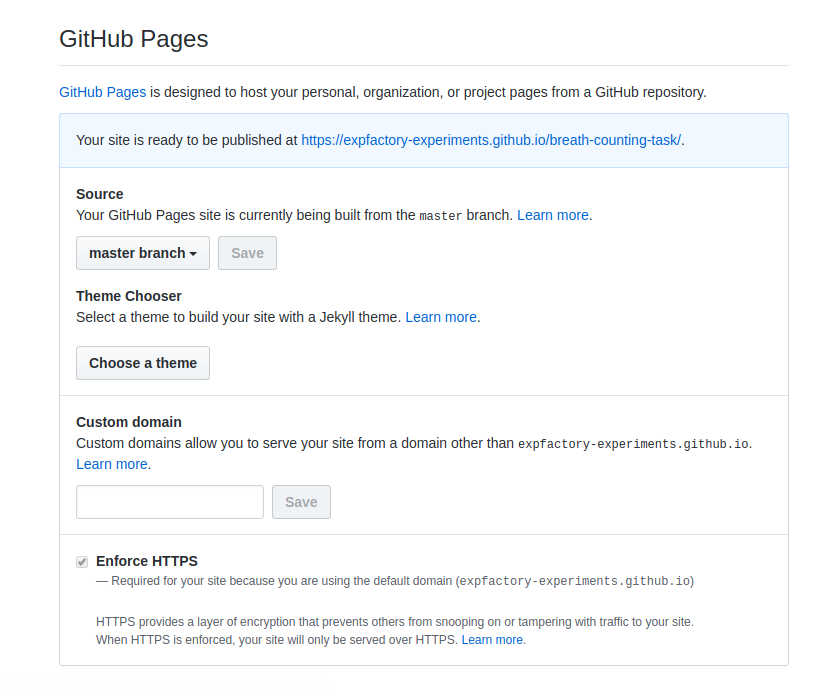 GitHub Pages
GitHub Pages is designed to host your personal, organization, or project pages from a GitHub repository.
Your site is ready to be published at https://expfactory-experiments.github.io/breath-counting-task/.
Source
Your GitHub Pages site is currently being built from the master branch. Learn more.
master branch Save
Theme Chooser
Select a theme to build your site with a Jekyll theme. Learn more.
Choose a theme
Custom domain
Custom domains allow you to serve your site from a domain other than expfactory-experiments.github.io.
Learn more.
Save
Enforce HTTPS
— Required for your site because you are using the default domain (expfactory-experiments.github.io)
HTTPS provides a layer of encryption that prevents others from snooping on or tampering with traffic to your site.
When HTTPS is enforced, your site will only be served over HTTPS. Learn more.